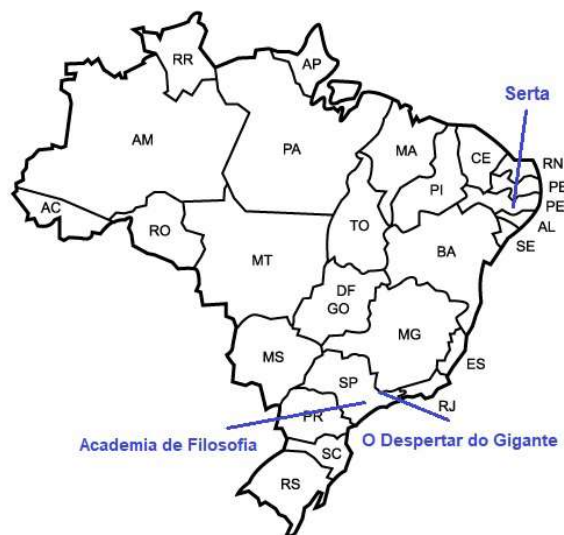 RR
AP
Serta
AM
PA
MA
CE
RN
PB
PE
AL
SE
PI
AC
RO
TO
BA
MT
DF
GO
MG
MS
ES
SP
RJ
PR
Academia de Filosofia
O Despertar do Gigante
SC
RS